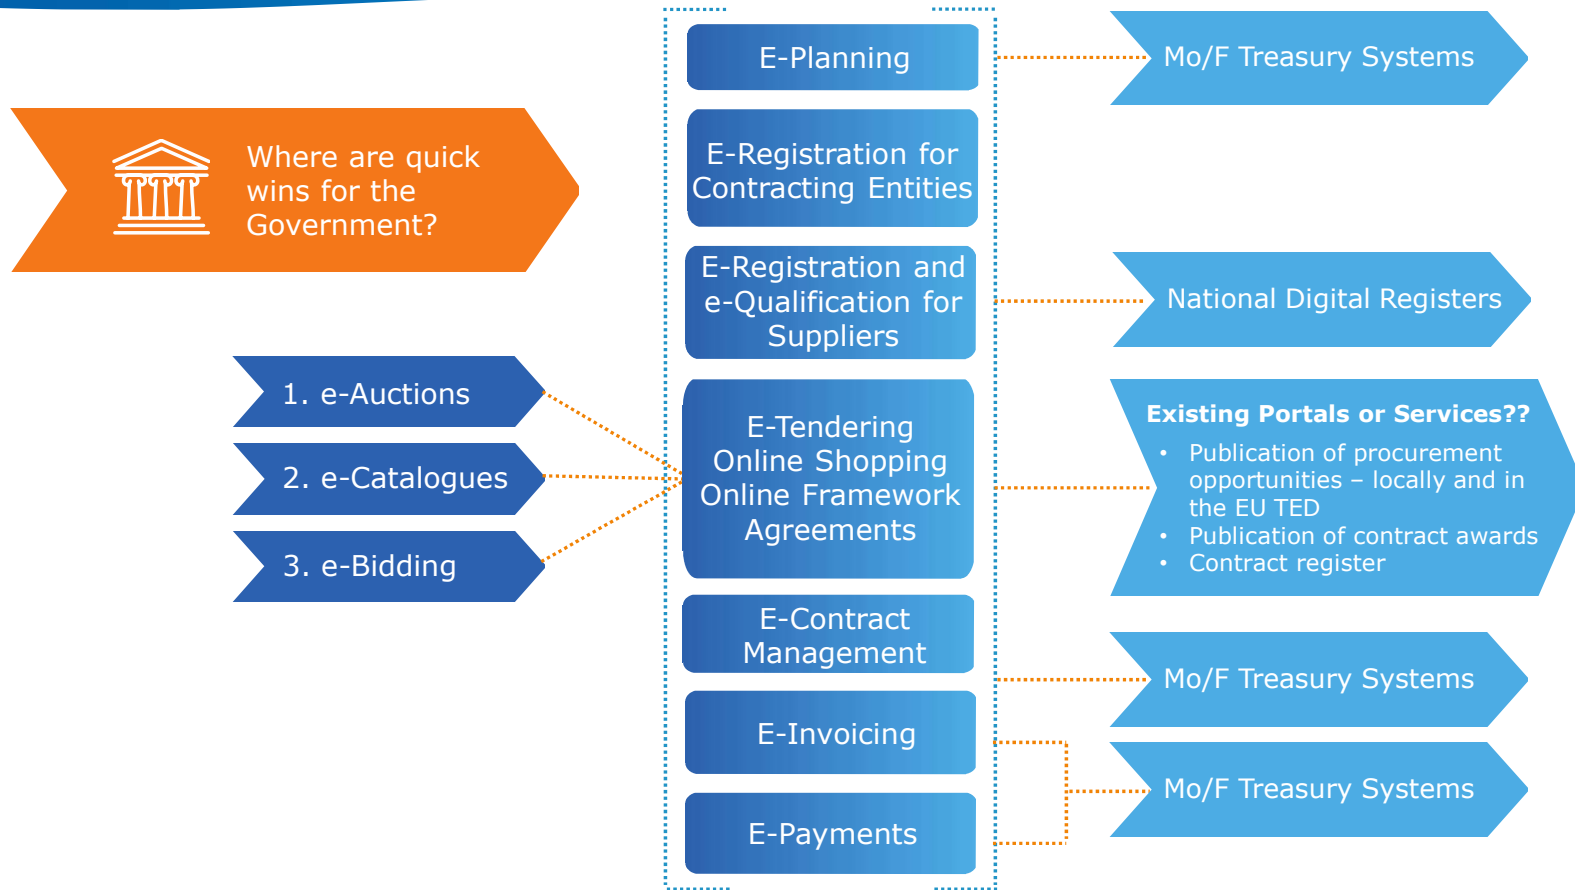 Where are quick
wins for the
Government?
1. e-Auctions
2. e-Catalogues
3. e-Bidding
E-Planning
E-Registration for
Contracting Entities
E-Registration and
e-Qualification for
Suppliers
E-Tendering
Online Shopping
Online Framework
Agreements
E-Contract
Management
E-Invoicing
E-Payments
Mo/F Treasury Systems
National Digital Registers
Existing Portals or Services??
• Publication of procurement
opportunities – locally and in
the EU TED
• Publication of contract awards
• Contract register
Mo/F Treasury Systems
Mo/F Treasury Systems